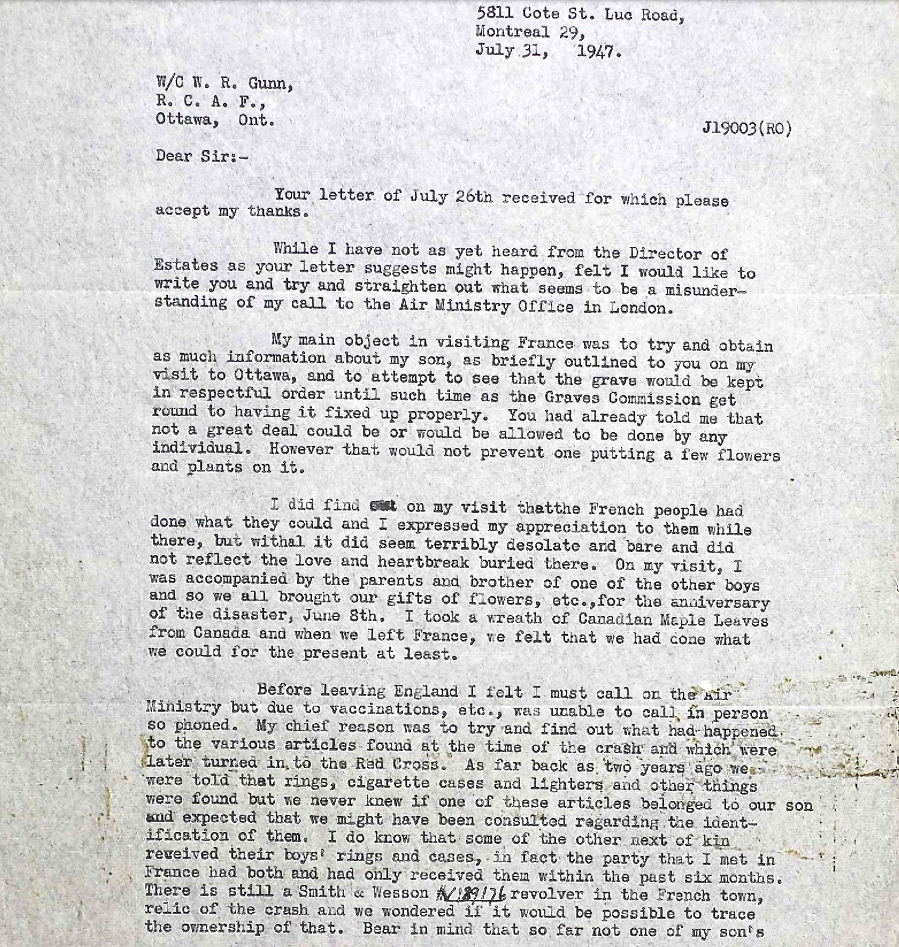 5811 Cote St. Luc Road,
Montreal 29,
July 31, 1947.
W/C W. R. Gunn,
R. C. A. F.,
Ottawa, Ont.
J19003(RO)
Dear Sir:-
Your letter of July 26th received for which please
accept my thanks.
While I have not as yet heard from the Director of
Estates as your letter suggests might happen, felt I would like to
write you and try and straighten out what seems to be a misunder-
standing of my call to the Air Ministry Office in London.
My main object in visiting France was to try and obtain
as much information about my son, as briefly outlined to you on my
visit to Ottawa, and to attempt to see that the grave would be kept
in respectful order until such time as the Graves Commission get
round to having it fixed up properly. You had already told me that
not a great deal could be or would be allowed to be done by any
individual. However that would not prevent one putting a few flowers
and plants on it.
I did find on my visit thatthe French people had
done what they could and I expressed my appreciation to them while
there, but withal it did seem terribly desolate and bare and did
not reflect the love and heartbreak buried there. On my visit, I
was accompanied by the parents and brother of one of the other boys
and so we all brought our gifts of flowers, etc.,for the anniversary
of the disaster, June 8th. I took a wreath of Canadian Maple Leaves
from Canada and when we left France, we felt that we had done what
we could for the present at least.
Before leaving England I felt I must call on the Air
Ministry but due to vaccinations, etc., was unable to call in person
so phoned. My chief reason was to try and find out what had happened
to the various articles found at the time of the crash and which were
later turned in to the Red Cross. As far back as two years ago we
were told that rings, cigarette cases and lighters and other things
were found but we never knew if one of these articles belonged to our son
and expected that we might have been consulted regarding the ident-
ification of them. I do know that some of the other next of kin
received their boys' rings and cases, in fact the party that I met in
France had both and had only received them within the past six months.
There is still a Smith & Wesson revolver in the French town,
relic of the crash and we wondered if it would be possible to trace
the ownership of that. Bear in mind that so far not one of my son's